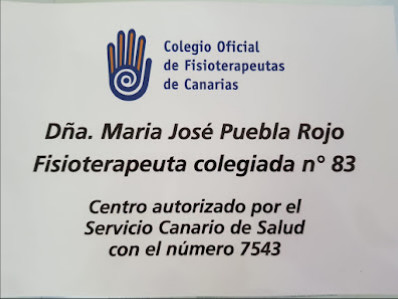 Colegio Oficial
de Fisioterapeutas
de Canarias
Dña. Maria José Puebla Rojo
Fisioterapeuta colegiada n° 83
Centro autorizado por el
Servicio Canario de Salud
con el número 7543